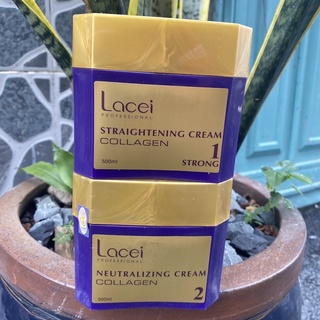 Lacei
PROFESSIONAL
STRAIGHTENING CREAM
COLLAGEN
1
500ml
STRONG
Lacei
PROFESSIONAL
NEUTRALIZING CREAM
COLLAGEN
2
500ml